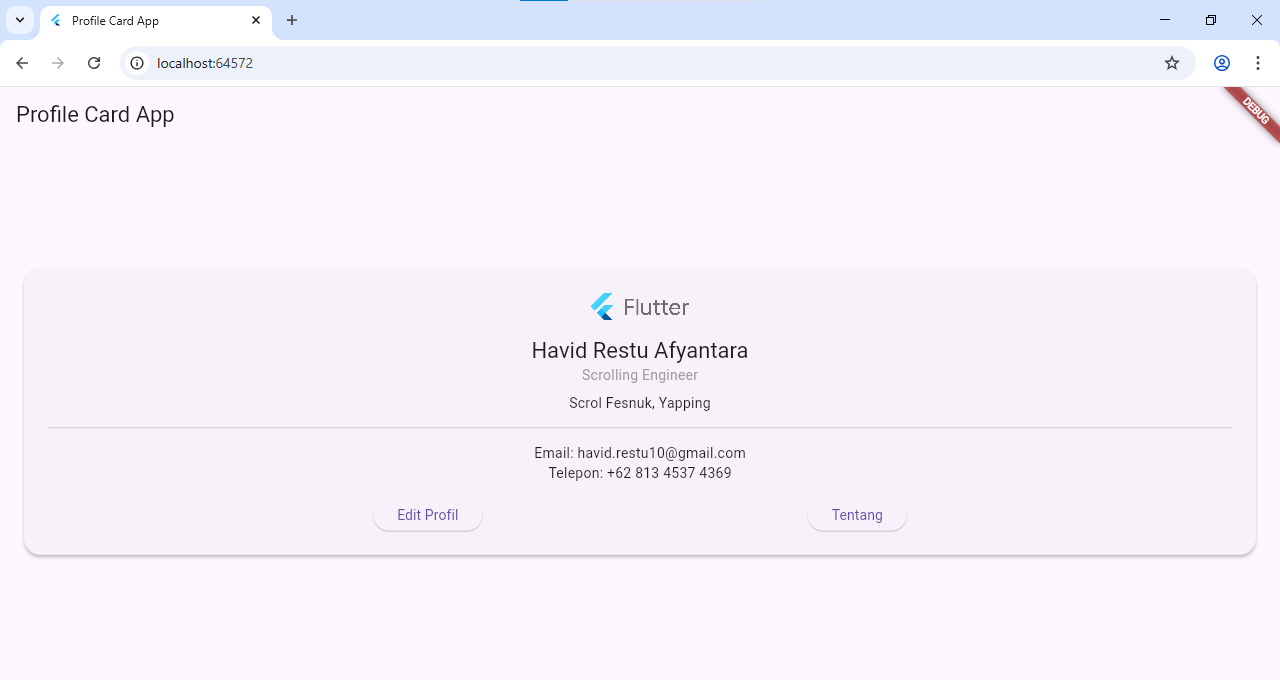 Profile Card App
localhost:64572
Profile Card App
DEBUG
Flutter
Havid Restu Afyantara
Scrolling Engineer
Scrol Fesnuk, Yapping
Email: havid.restu10@gmail.com
Telepon: +62 813 4537 4369
Edit Profil
Tentang